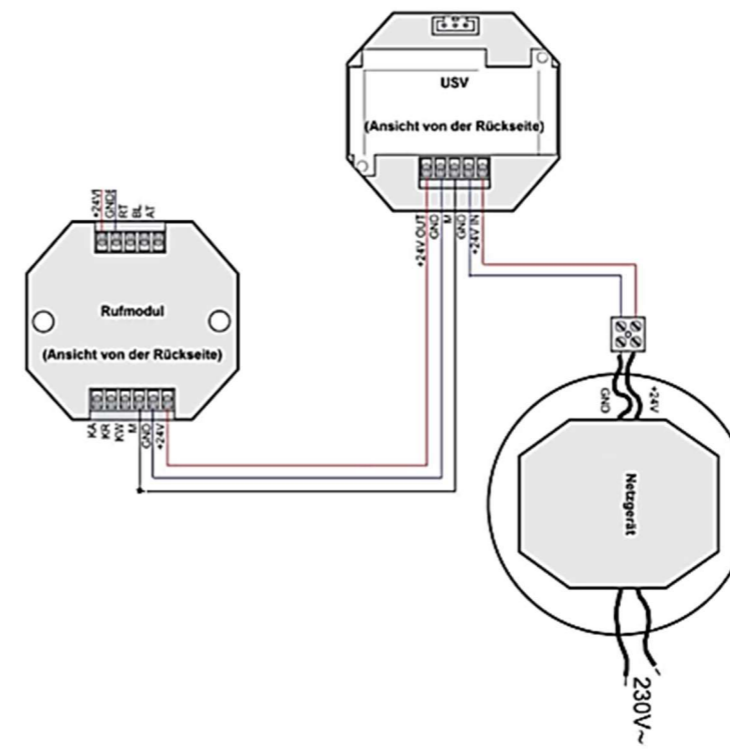 USV
(Ansicht von der Rückseite)
+24V OUT
GND
M
GND
+24V IN
+24V
GND
RT
BL
AT
Rufmodul
(Ansicht von der Rückseite)
KA
KR
KW
M
GND
+24V
GND
+24V
Netzgerät
230V~